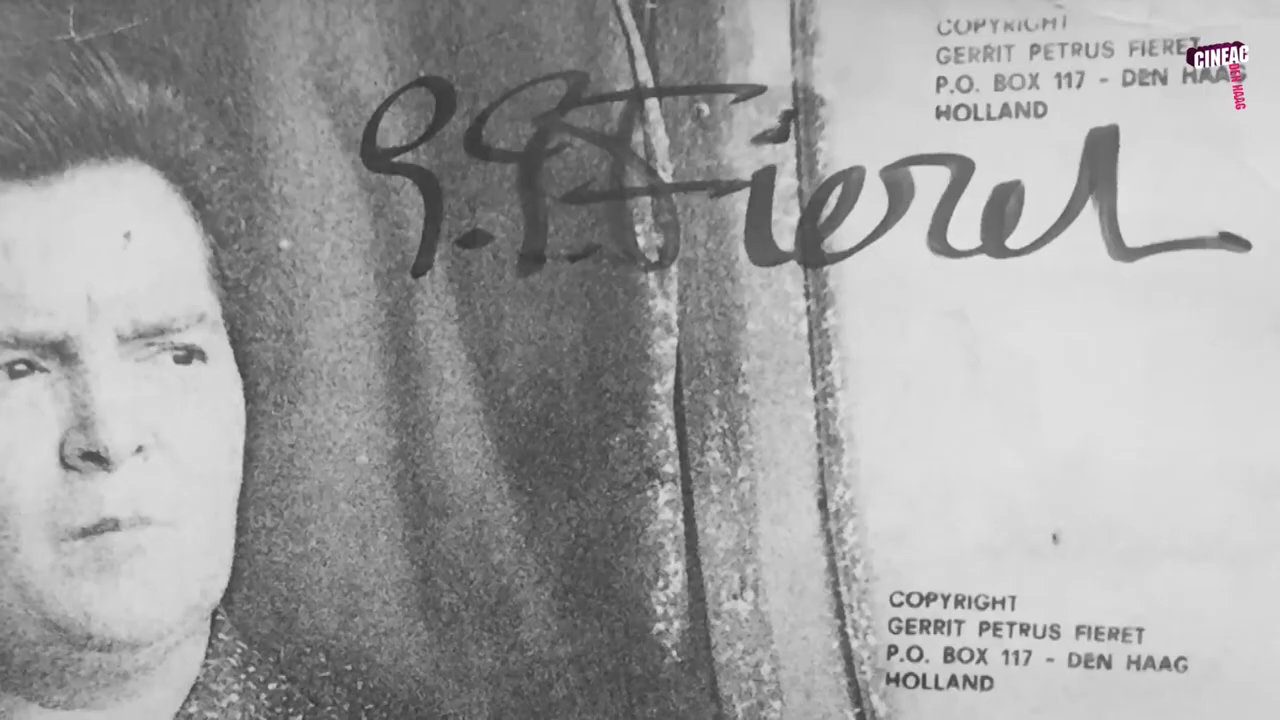 COPYRIGHT
GERRIT PETRUS FIERET
P.O. BOX 117 - DEN HAAG
HOLLAND
CINEAC
DEN HAAG
G. P. Fieret
COPYRIGHT
GERRIT PETRUS FIERET
P.O. BOX 117 - DEN HAAG
HOLLAND